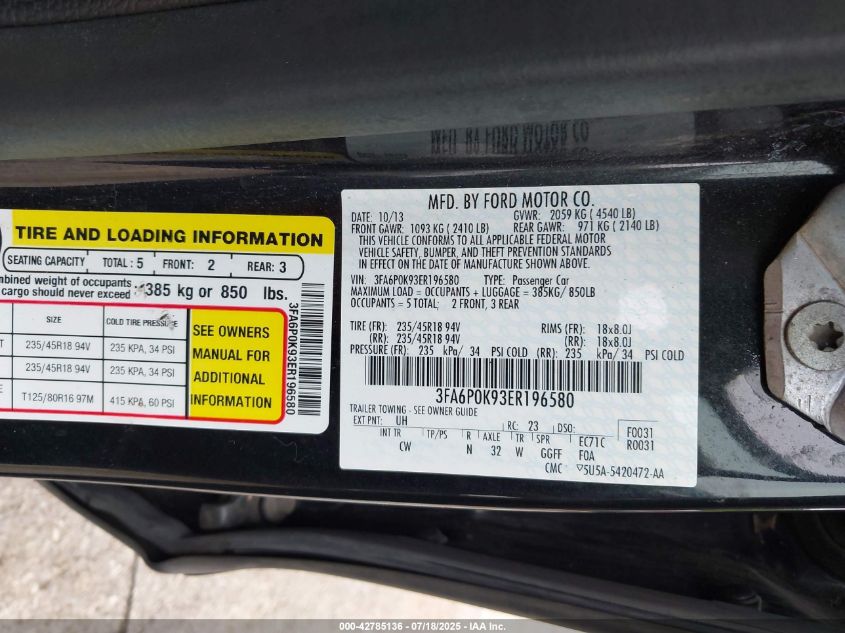 MFD. BY FORD MOTOR CO.
TIRE AND LOADING INFORMATION
SEATING CAPACITY TOTAL : 5 FRONT: 2 REAR: 3
weight of occupants
cargo should never exceed 385 kg or 850 lbs.
SIZE COLD TIRE PRESSURE
235/45R18 94V 235 KPA, 34 PSI
235/45R18 94V 235 KPA, 34 PSI
T125/80R16 97M 415 KPA, 60 PSI
SEE OWNERS
MANUAL FOR
ADDITIONAL
INFORMATION
3FA6P0K93ER196580
MFD. BY FORD MOTOR CO.
DATE: 10/13 GVWR: 2059 KG ( 4540 LB)
FRONT GAWR: 1093 KG ( 2410 LB) REAR GAWR: 971 KG ( 2140 LB)
THIS VEHICLE CONFORMS TO ALL APPLICABLE FEDERAL MOTOR
VEHICLE SAFETY, BUMPER, AND THEFT PREVENTION STANDARDS
IN EFFECT ON THE DATE OF MANUFACTURE SHOWN ABOVE.
VIN: 3FA6P0K93ER196580 TYPE: Passenger Car
MAXIMUM LOAD = OCCUPANTS + LUGGAGE = 385KG/850LB
OCCUPANTS = 5 TOTAL; 2 FRONT, 3 REAR
TIRE (FR): 235/45R18 94V RIMS (FR): 18x8.0J
(RR): 235/45R18 94V (RR): 18x8.0J
PRESSURE (FR): 235 kPa/ 34 PSI COLD (RR): 235 kPa/ 34 PSI COLD
3FA6P0K93ER196580
TRAILER TOWING - SEE OWNER GUIDE
EXT PNT: UH RC: 23 DSO: F0031
INT TR TP/PS R AXLE TR SPR EC71C R0031
CW N 32 W GGFF F0A
CMC 5U5A-5420472-AA
000-42785136 - 07/18/2025 - IAA Inc.